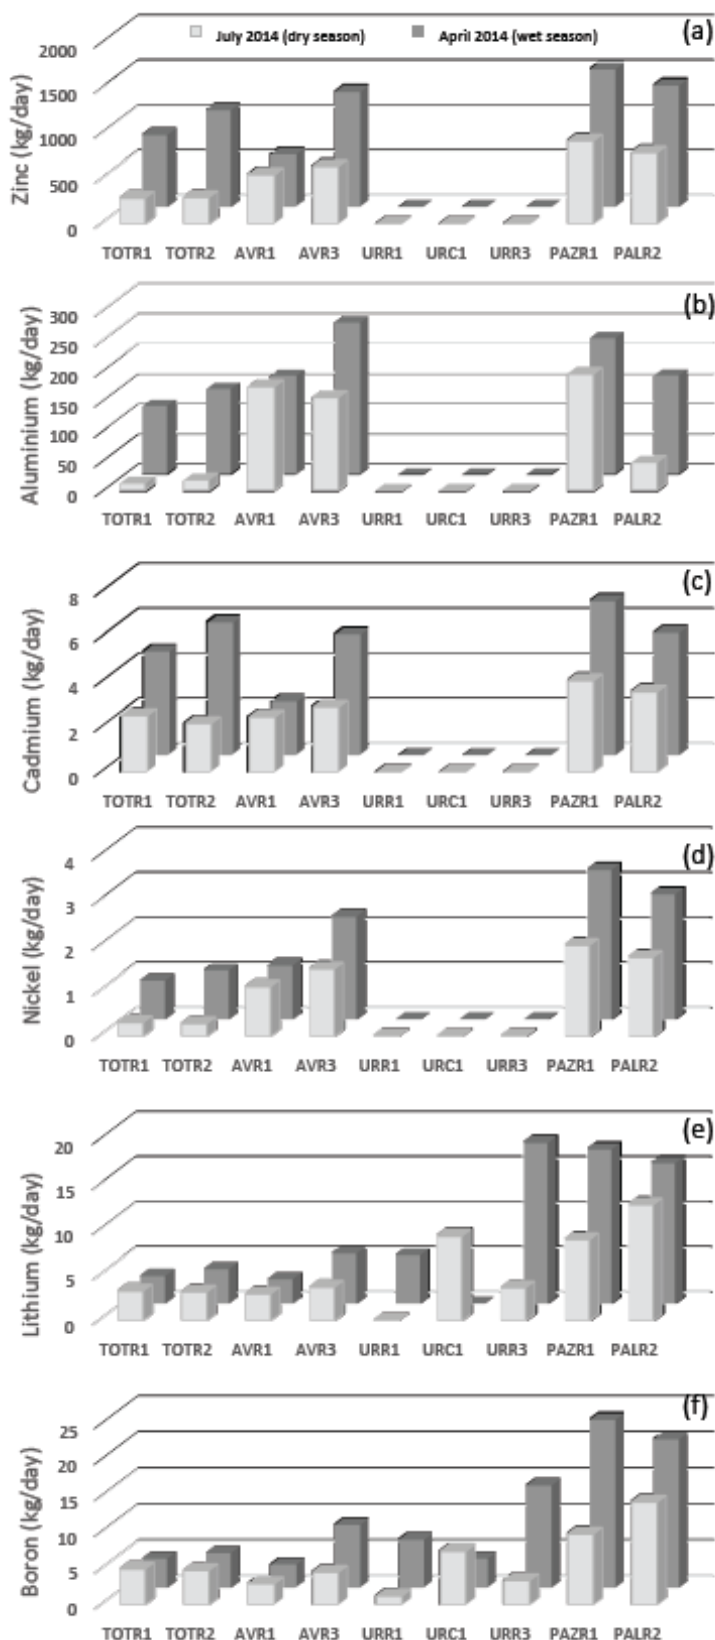 (a)
July 2014 (dry season) April 2014 (wet season)
Zinc (kg/day)
2000
1500
1000
500
0
TOTR1 TOTR2 AVR1 AVR3 URR1 URC1 URR3 PAZR1 PALR2
(b)
Aluminium (kg/day)
300
250
200
150
100
50
0
TOTR1 TOTR2 AVR1 AVR3 URR1 URC1 URR3 PAZR1 PALR2
(c)
Cadmium (kg/day)
8
6
4
2
0
TOTR1 TOTR2 AVR1 AVR3 URR1 URC1 URR3 PAZR1 PALR2
(d)
Nickel (kg/day)
4
3
2
1
0
TOTR1 TOTR2 AVR1 AVR3 URR1 URC1 URR3 PAZR1 PALR2
(e)
Lithium (kg/day)
20
15
10
5
0
TOTR1 TOTR2 AVR1 AVR3 URR1 URC1 URR3 PAZR1 PALR2
(f)
Boron (kg/day)
25
20
15
10
5
0
TOTR1 TOTR2 AVR1 AVR3 URR1 URC1 URR3 PAZR1 PALR2